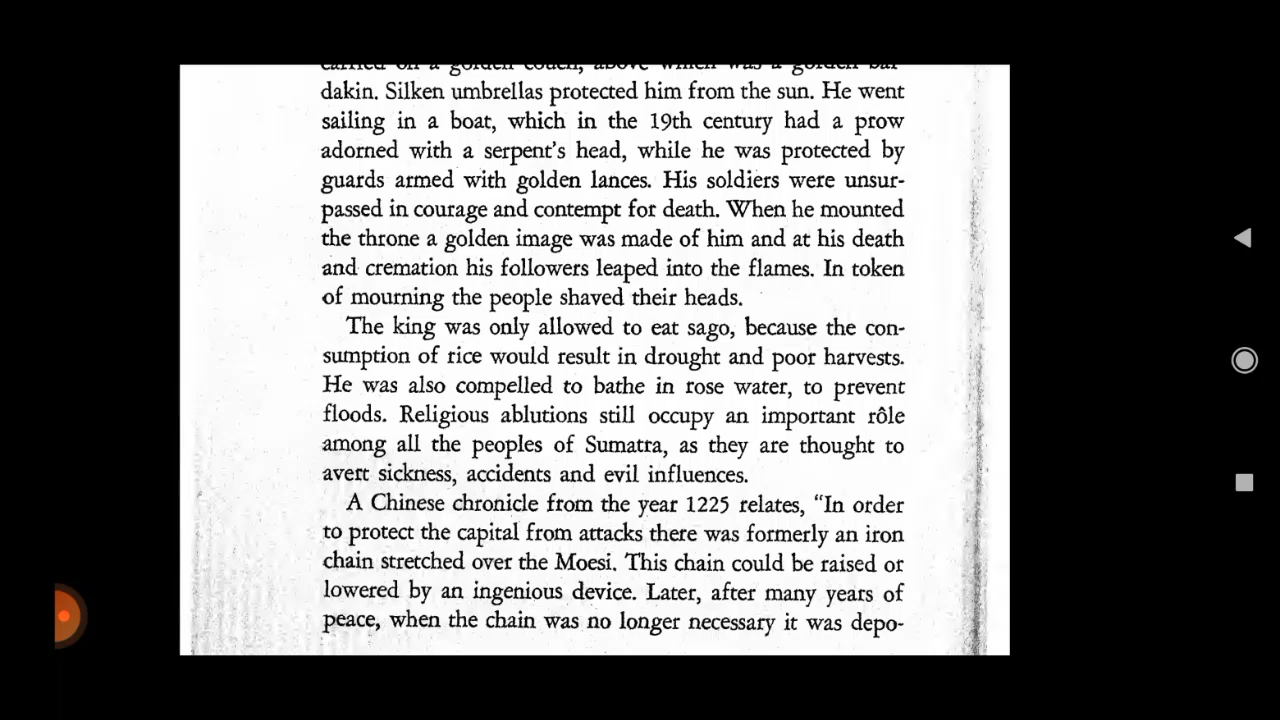 carried on a golden couch, above which was a golden bal-
dakin. Silken umbrellas protected him from the sun. He went
sailing in a boat, which in the 19th century had a prow
adorned with a serpent's head, while he was protected by
guards armed with golden lances. His soldiers were unsur-
passed in courage and contempt for death. When he mounted
the throne a golden image was made of him and at his death
and cremation his followers leaped into the flames. In token
of mourning the people shaved their heads.
The king was only allowed to eat sago, because the con-
sumption of rice would result in drought and poor harvests.
He was also compelled to bathe in rose water, to prevent
floods. Religious ablutions still occupy an important rôle
among all the peoples of Sumatra, as they are thought to
avert sickness, accidents and evil influences.
A Chinese chronicle from the year 1225 relates, “In order
to protect the capital from attacks there was formerly an iron
chain stretched over the Moesi. This chain could be raised or
lowered by an ingenious device. Later, after many years of
peace, when the chain was no longer necessary it was depo-